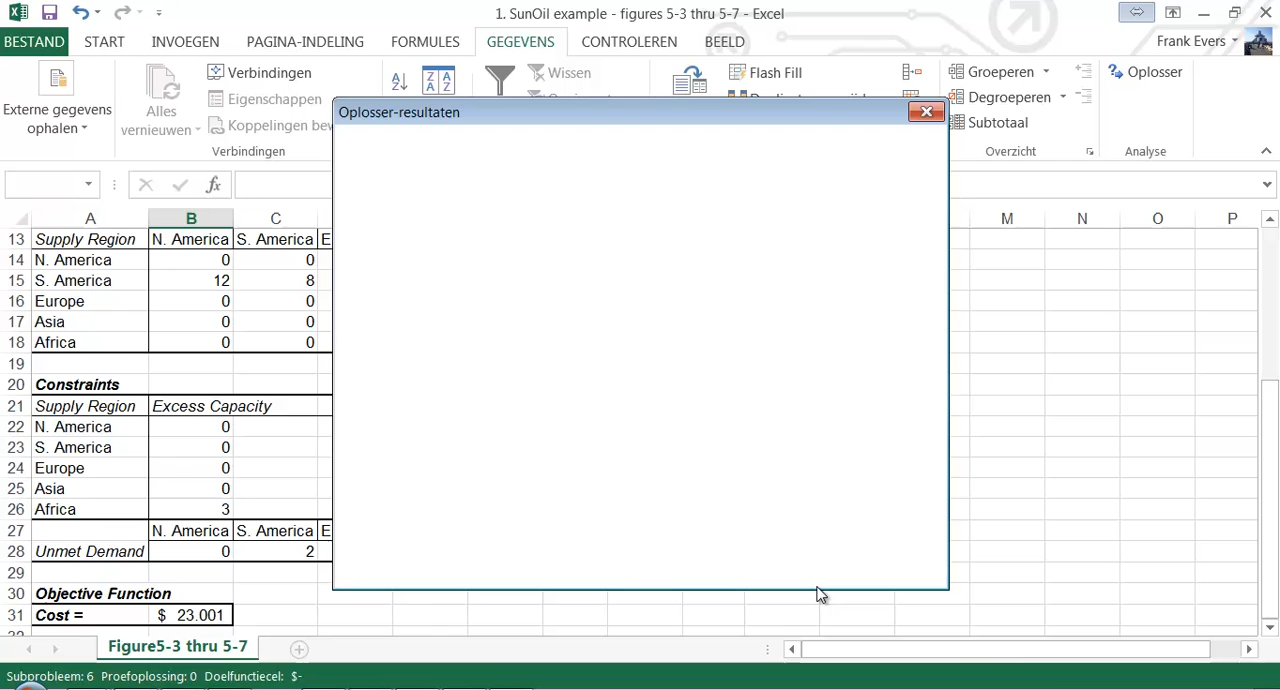 1. SunOil example - figures 5-3 thru 5-7 - Excel
BESTAND START INVOEGEN PAGINA-INDELING FORMULES GEGEVENS CONTROLEREN BEELD Frank Evers
Externe gegevens ophalen
Alles vernieuwen
Verbindingen
Eigenschappen
Koppelingen bew
Verbindingen
Wissen
Flash Fill
Groeperen
Degroeperen
Subtotaal
Overzicht
Oplosser
Analyse
Oplosser-resultaten
A B C M N O P
13 Supply Region N. America S. America E
14 N. America 0 0
15 S. America 12 8
16 Europe 0 0
17 Asia 0 0
18 Africa 0 0
19
20 Constraints
21 Supply Region Excess Capacity
22 N. America 0
23 S. America 0
24 Europe 0
25 Asia 0
26 Africa 3
27 N. America S. America E
28 Unmet Demand 0 2
29
30 Objective Function
31 Cost = $ 23.001
Figure5-3 thru 5-7
Subprobleem: 6 Proefoplossing: 0 Doelfunctiecel: $-